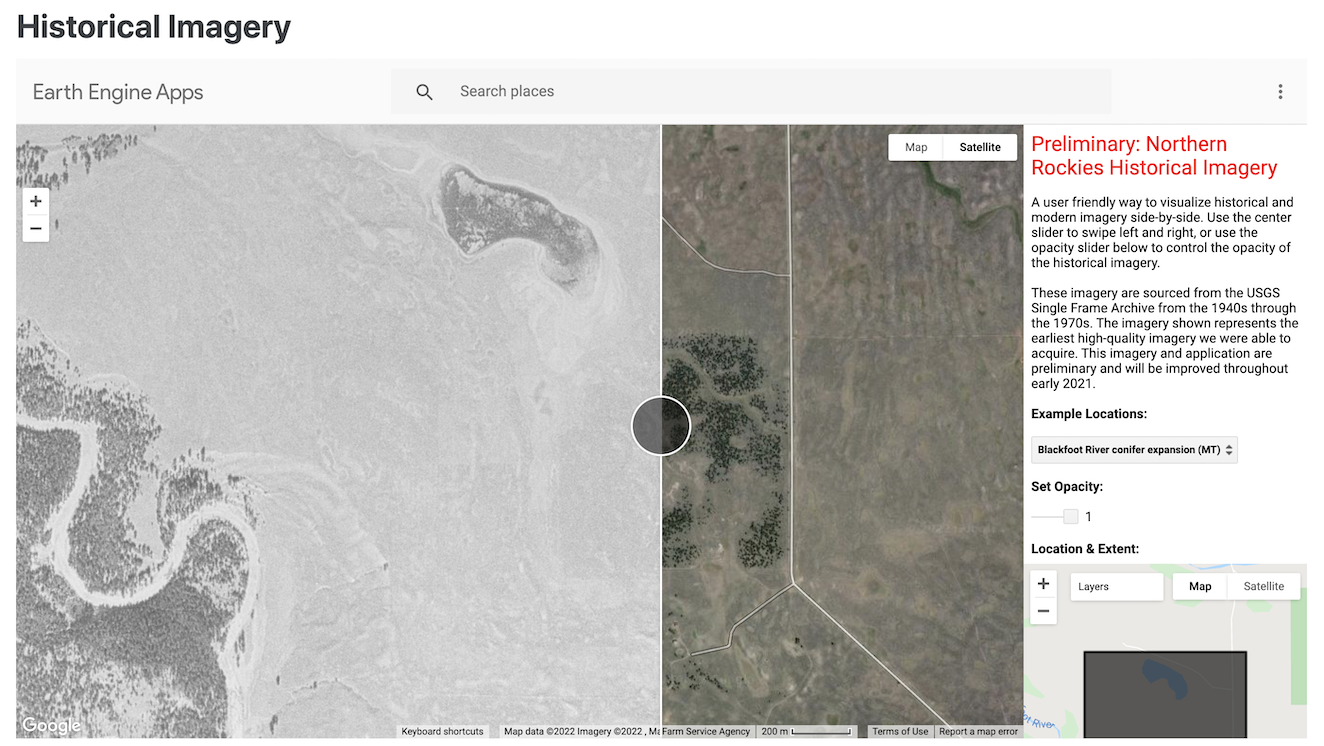 Historical Imagery
Earth Engine Apps
Search places
Map
Satellite
+
−
Preliminary: Northern
Rockies Historical Imagery
A user friendly way to visualize historical and
modern imagery side-by-side. Use the center
slider to swipe left and right, or use the
opacity slider below to control the opacity of
the historical imagery.
These imagery are sourced from the USGS
Single Frame Archive from the 1940s through
the 1970s. The imagery shown represents the
earliest high-quality imagery we were able to
acquire. This imagery and application are
preliminary and will be improved throughout
early 2021.
Example Locations:
Blackfoot River conifer expansion (MT)
Set Opacity:
1
Location & Extent:
+
−
Layers
Map
Satellite
River
Google
Keyboard shortcuts
Map data ©2022 Imagery ©2022 , Ma
Farm Service Agency
200 m
Terms of Use
Report a map error